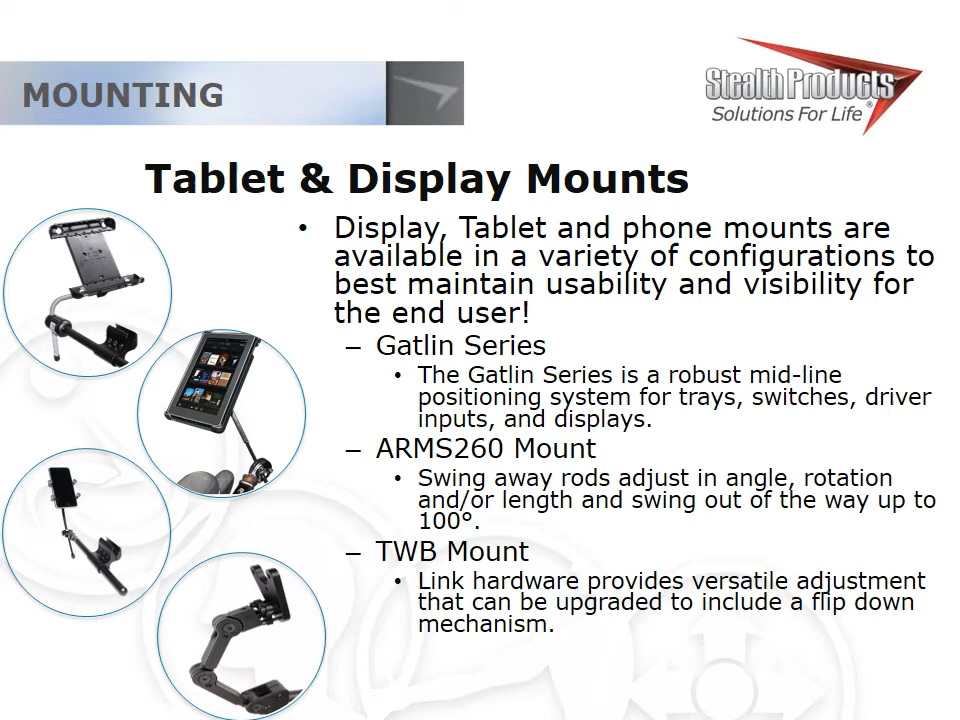 MOUNTING
Stealth Products
®
Solutions For Life
Tablet & Display Mounts
• Display, Tablet and phone mounts are
available in a variety of configurations to
best maintain usability and visibility for
the end user!
– Gatlin Series
• The Gatlin Series is a robust mid-line
positioning system for trays, switches, driver
inputs, and displays.
– ARMS260 Mount
• Swing away rods adjust in angle, rotation
and/or length and swing out of the way up to
100°.
– TWB Mount
• Link hardware provides versatile adjustment
that can be upgraded to include a flip down
mechanism.